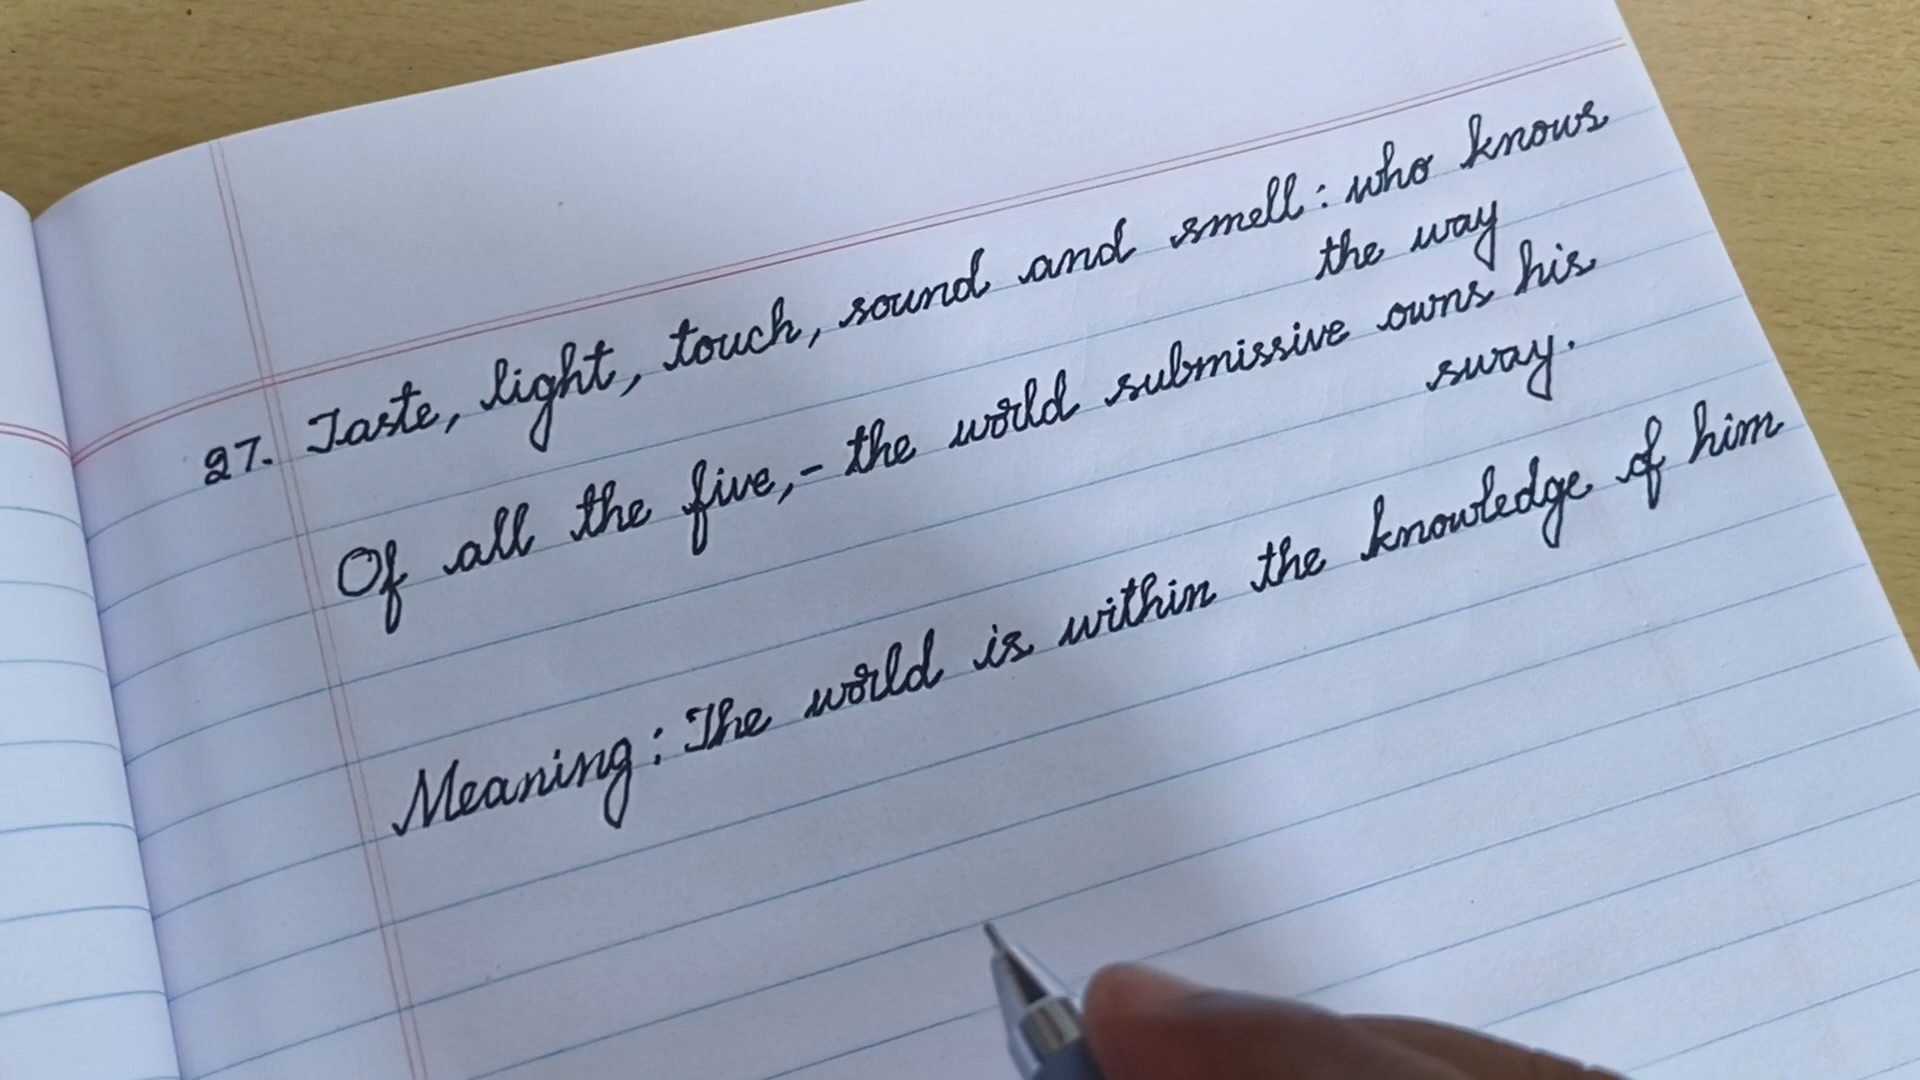 27. Taste, light, touch, sound and smell: who knows
the way
Of all the five,- the world submissive owns his
sway.
Meaning: The world is within the knowledge of him